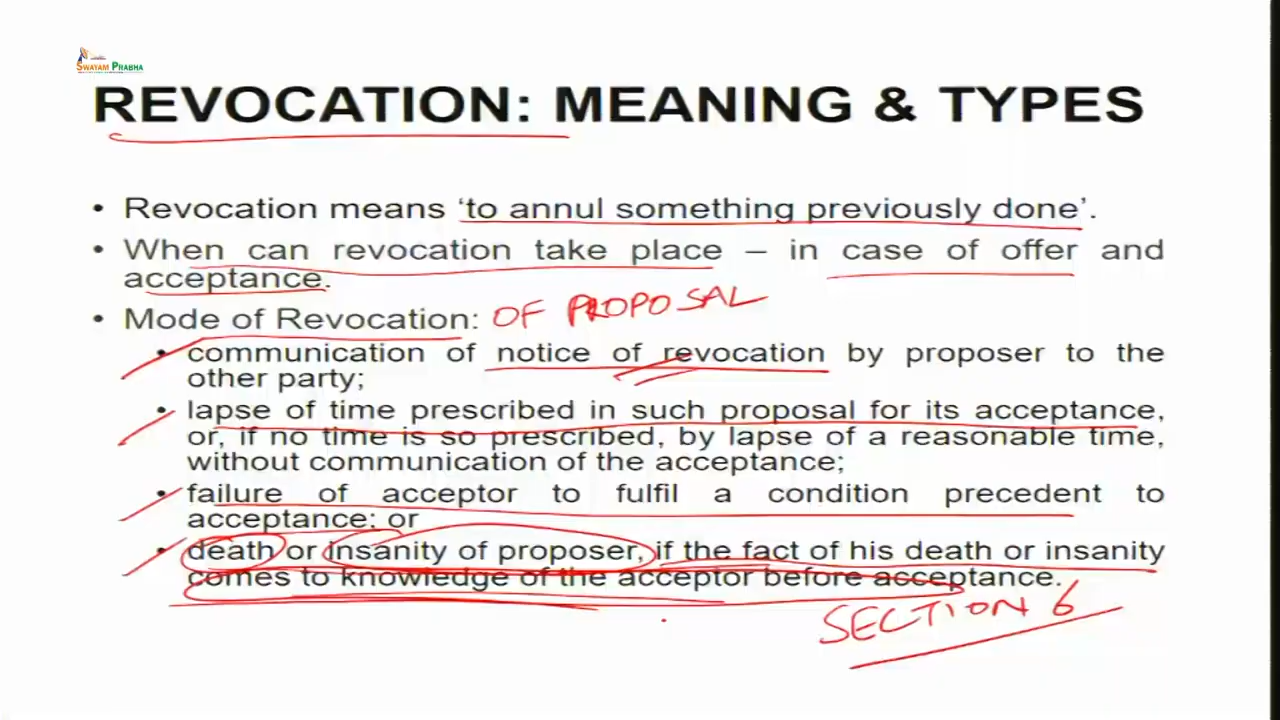 SWAYAM PRABHA
REVOCATION: MEANING & TYPES
• Revocation means ‘to annul something previously done’.
• When can revocation take place – in case of offer and
acceptance.
• Mode of Revocation: OF PROPOSAL
• communication of notice of revocation by proposer to the
other party;
• lapse of time prescribed in such proposal for its acceptance,
or, if no time is so prescribed, by lapse of a reasonable time,
without communication of the acceptance;
• failure of acceptor to fulfil a condition precedent to
acceptance; or
• death or insanity of proposer, if the fact of his death or insanity
comes to knowledge of the acceptor before acceptance.
SECTION 6